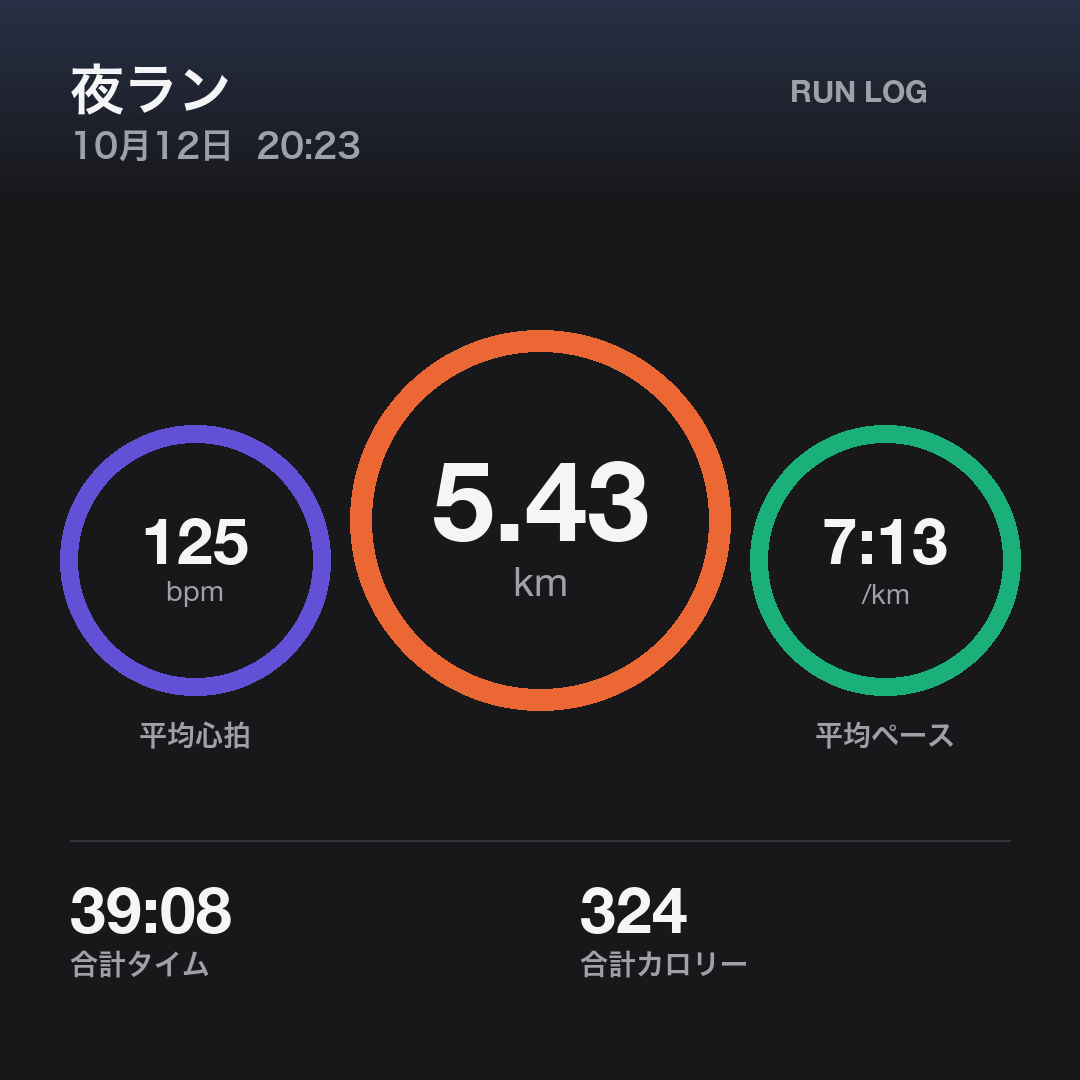 夜ラン
RUN LOG
10月12日 20:23
125
bpm
平均心拍
5.43
km
7:13
/km
平均ペース
39:08
合計タイム
324
合計カロリー